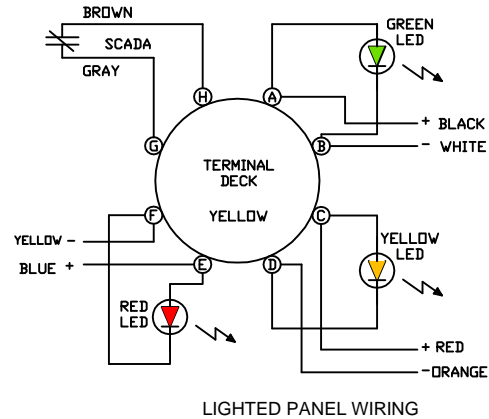 BROWN
SCADA
GRAY
GREEN
LED
H
A
G
B
+ BLACK
- WHITE
TERMINAL
DECK
YELLOW
F
C
YELLOW -
BLUE +
E
D
YELLOW
LED
RED
LED
+ RED
-ORANGE
LIGHTED PANEL WIRING